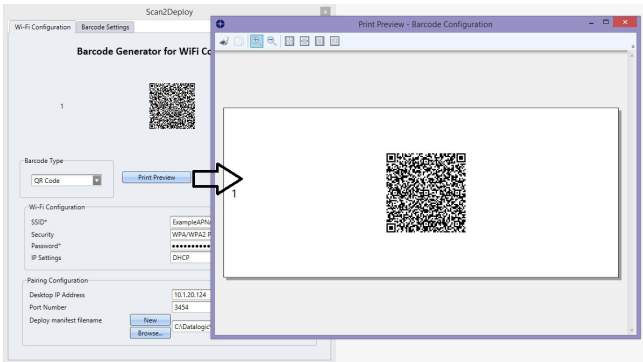 Scan2Deploy
x
Wi-Fi Configuration Barcode Settings
Barcode Generator for WiFi Co
1
Barcode Type
QR Code
Print Preview
Wi-Fi Configuration
SSID* ExampleAPNa
Security WPA/WPA2 P
Password* ••••••••••
IP Settings DHCP
Pairing Configuration
Desktop IP Address 10.1.20.124
Port Number 3454
Deploy manifest filename New
Browse... C:\Datalogic\
Print Preview - Barcode Configuration
1